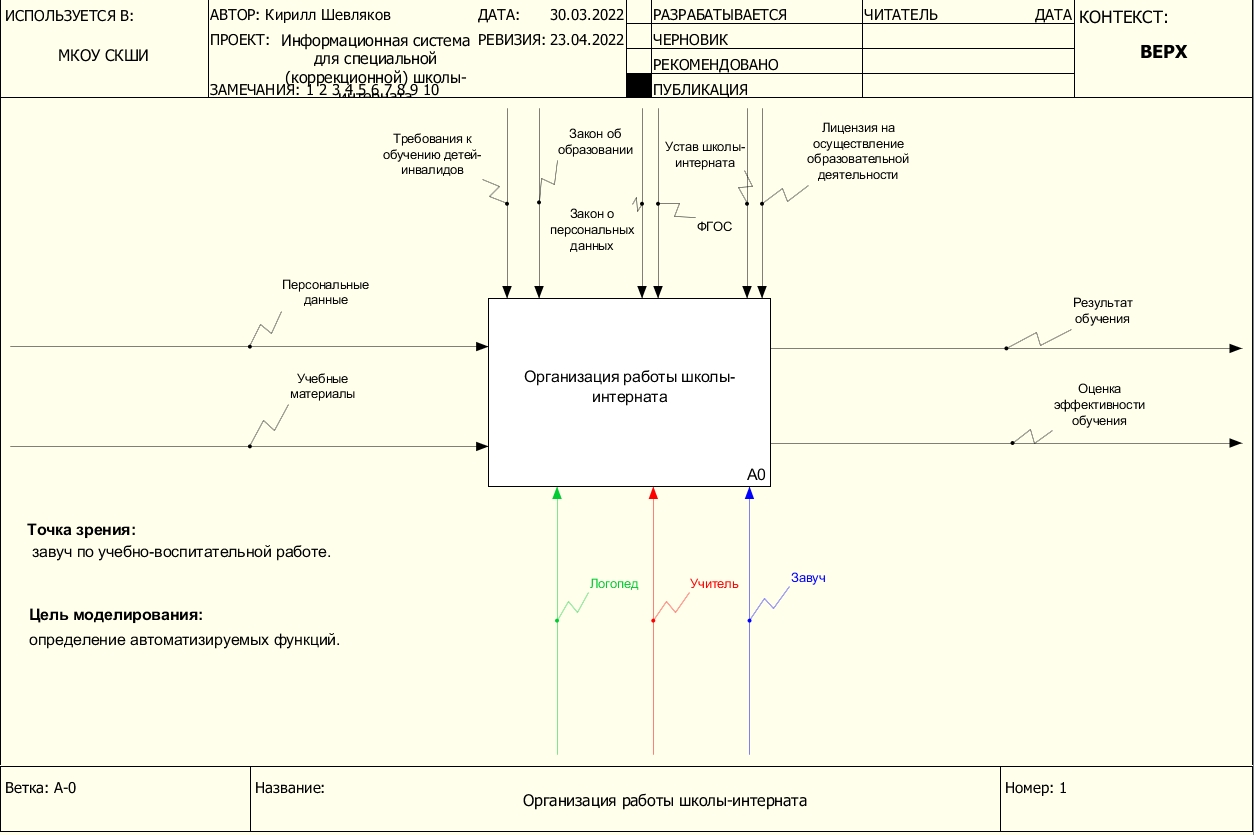 ИСПОЛЬЗУЕТСЯ В:
МКОУ СКШИ
АВТОР: Кирилл Шевляков
ДАТА: 30.03.2022
ПРОЕКТ: Информационная система
для специальной
(коррекционной) школы-
интерната
РЕВИЗИЯ: 23.04.2022
ЗАМЕЧАНИЯ: 1 2 3 4 5 6 7 8 9 10
РАЗРАБАТЫВАЕТСЯ
ЧЕРНОВИК
РЕКОМЕНДОВАНО
ПУБЛИКАЦИЯ
ЧИТАТЕЛЬ ДАТА
КОНТЕКСТ:
ВЕРХ
Требования к
обучению детей-
инвалидов
Закон об
образовании
Закон о
персональных
данных
Устав школы-
интерната
ФГОС
Лицензия на
осуществление
образовательной
деятельности
Персональные
данные
Учебные
материалы
Организация работы школы-
интерната
A0
Результат
обучения
Оценка
эффективности
обучения
Точка зрения:
завуч по учебно-воспитательной работе.
Цель моделирования:
определение автоматизируемых функций.
Логопед
Учитель
Завуч
Ветка: A-0
Название:
Организация работы школы-интерната
Номер: 1